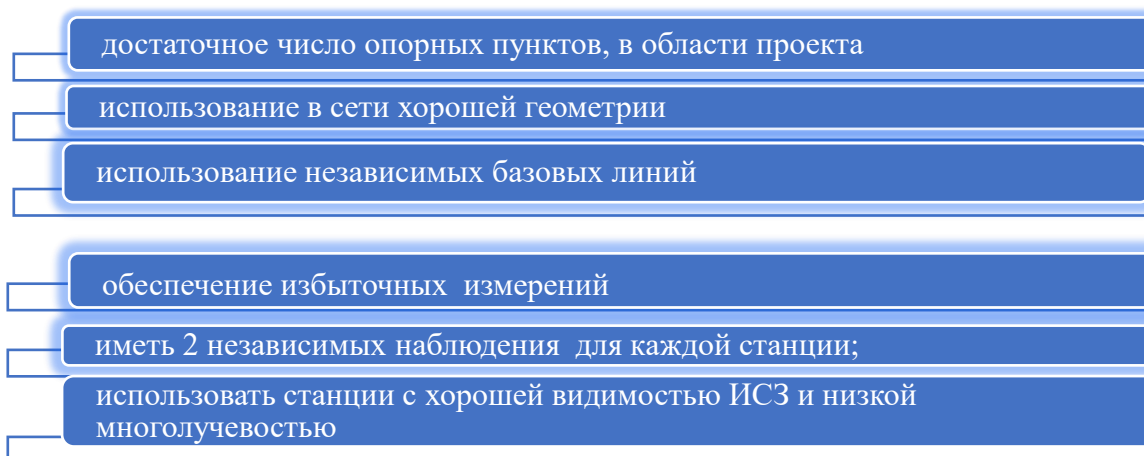 достаточное число опорных пунктов, в области проекта
использование в сети хорошей геометрии
использование независимых базовых линий
обеспечение избыточных измерений
иметь 2 независимых наблюдения для каждой станции;
использовать станции с хорошей видимостью ИСЗ и низкой
многолучевостью